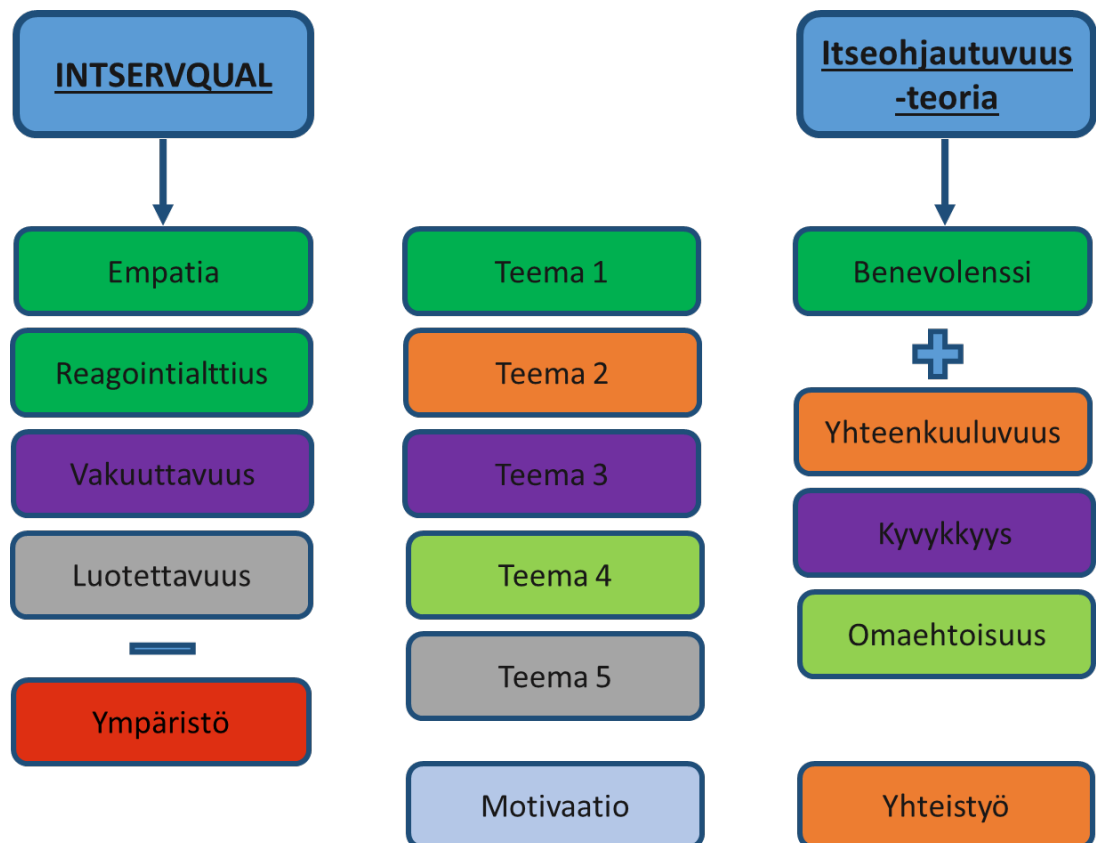 INTSERVQUAL
Empatia
Reagointialttius
Vakuuttavuus
Luotettavuus
Ympäristö
Teema 1
Teema 2
Teema 3
Teema 4
Teema 5
Motivaatio
Itseohjautuvuus
-teoria
Benevolenssi
Yhteenkuuluvuus
Kyvykkyys
Omaehtoisuus
Yhteistyö